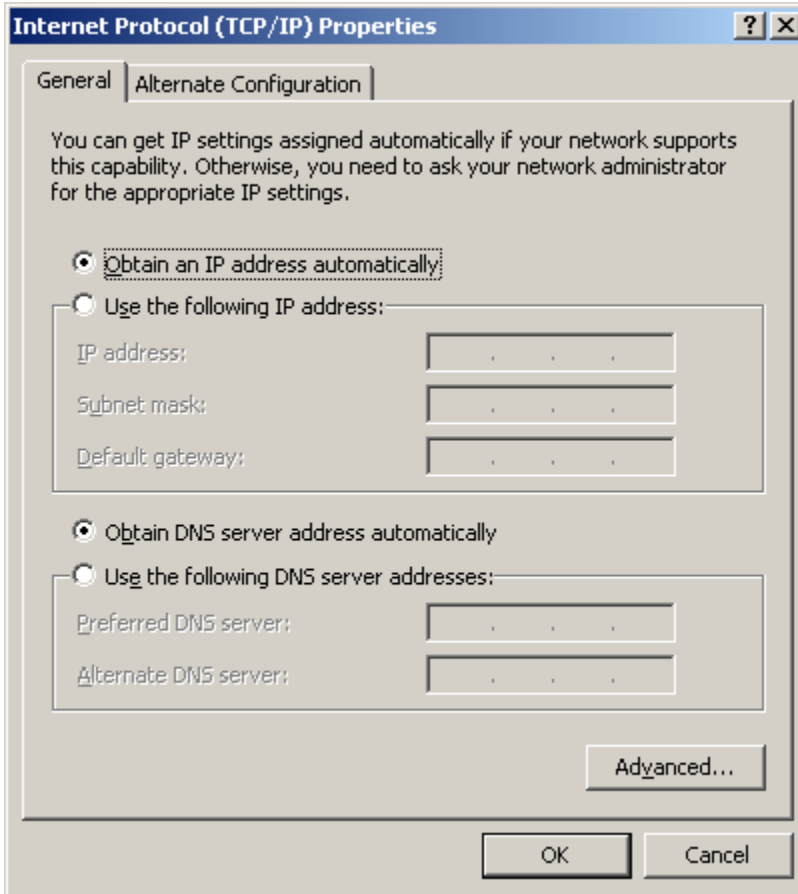 Internet Protocol (TCP/IP) Properties
General
Alternate Configuration
You can get IP settings assigned automatically if your network supports
this capability. Otherwise, you need to ask your network administrator
for the appropriate IP settings.
Obtain an IP address automatically
Use the following IP address:
IP address:
Subnet mask:
Default gateway:
Obtain DNS server address automatically
Use the following DNS server addresses:
Preferred DNS server:
Alternate DNS server:
Advanced...
OK
Cancel